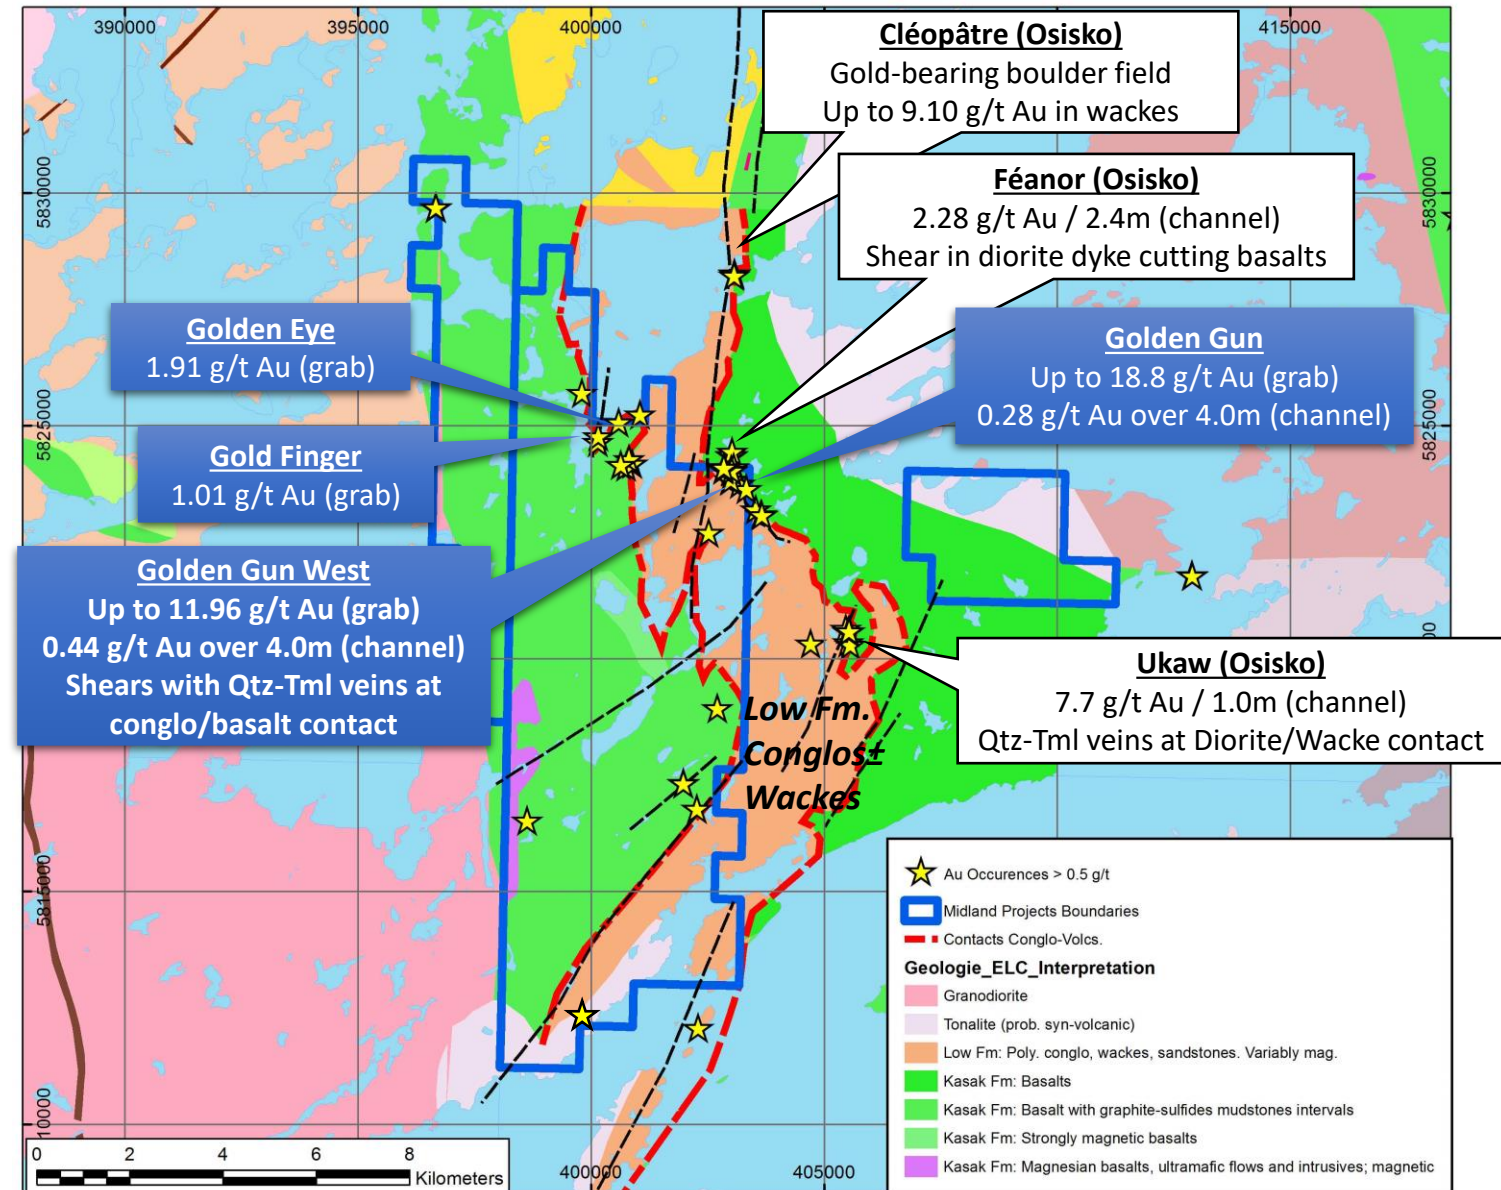 390000
395000
400000
415000
Cléopâtre (Osisko)
Gold-bearing boulder field
Up to 9.10 g/t Au in wackes
5830000
5830000
Féanor (Osisko)
2.28 g/t Au / 2.4m (channel)
Shear in diorite dyke cutting basalts
Golden Eye
1.91 g/t Au (grab)
Golden Gun
Up to 18.8 g/t Au (grab)
0.28 g/t Au over 4.0m (channel)
5825000
5825000
Gold Finger
1.01 g/t Au (grab)
Golden Gun West
Up to 11.96 g/t Au (grab)
0.44 g/t Au over 4.0m (channel)
Shears with Qtz-Tml veins at
conglo/basalt contact
Ukaw (Osisko)
7.7 g/t Au / 1.0m (channel)
Qtz-Tml veins at Diorite/Wacke contact
Low Fm.
Conglos±
Wackes
5815000
Au Occurences > 0.5 g/t
Midland Projects Boundaries
Contacts Conglo-Volcs.
Geologie_ELC_Interpretation
Granodiorite
Tonalite (prob. syn-volcanic)
Low Fm: Poly. conglo, wackes, sandstones. Variably mag.
Kasak Fm: Basalts
Kasak Fm: Basalt with graphite-sulfides mudstones intervals
Kasak Fm: Strongly magnetic basalts
Kasak Fm: Magnesian basalts, ultramafic flows and intrusives; magnetic
10000
0 2 4 6 8
Kilometers
400000
405000